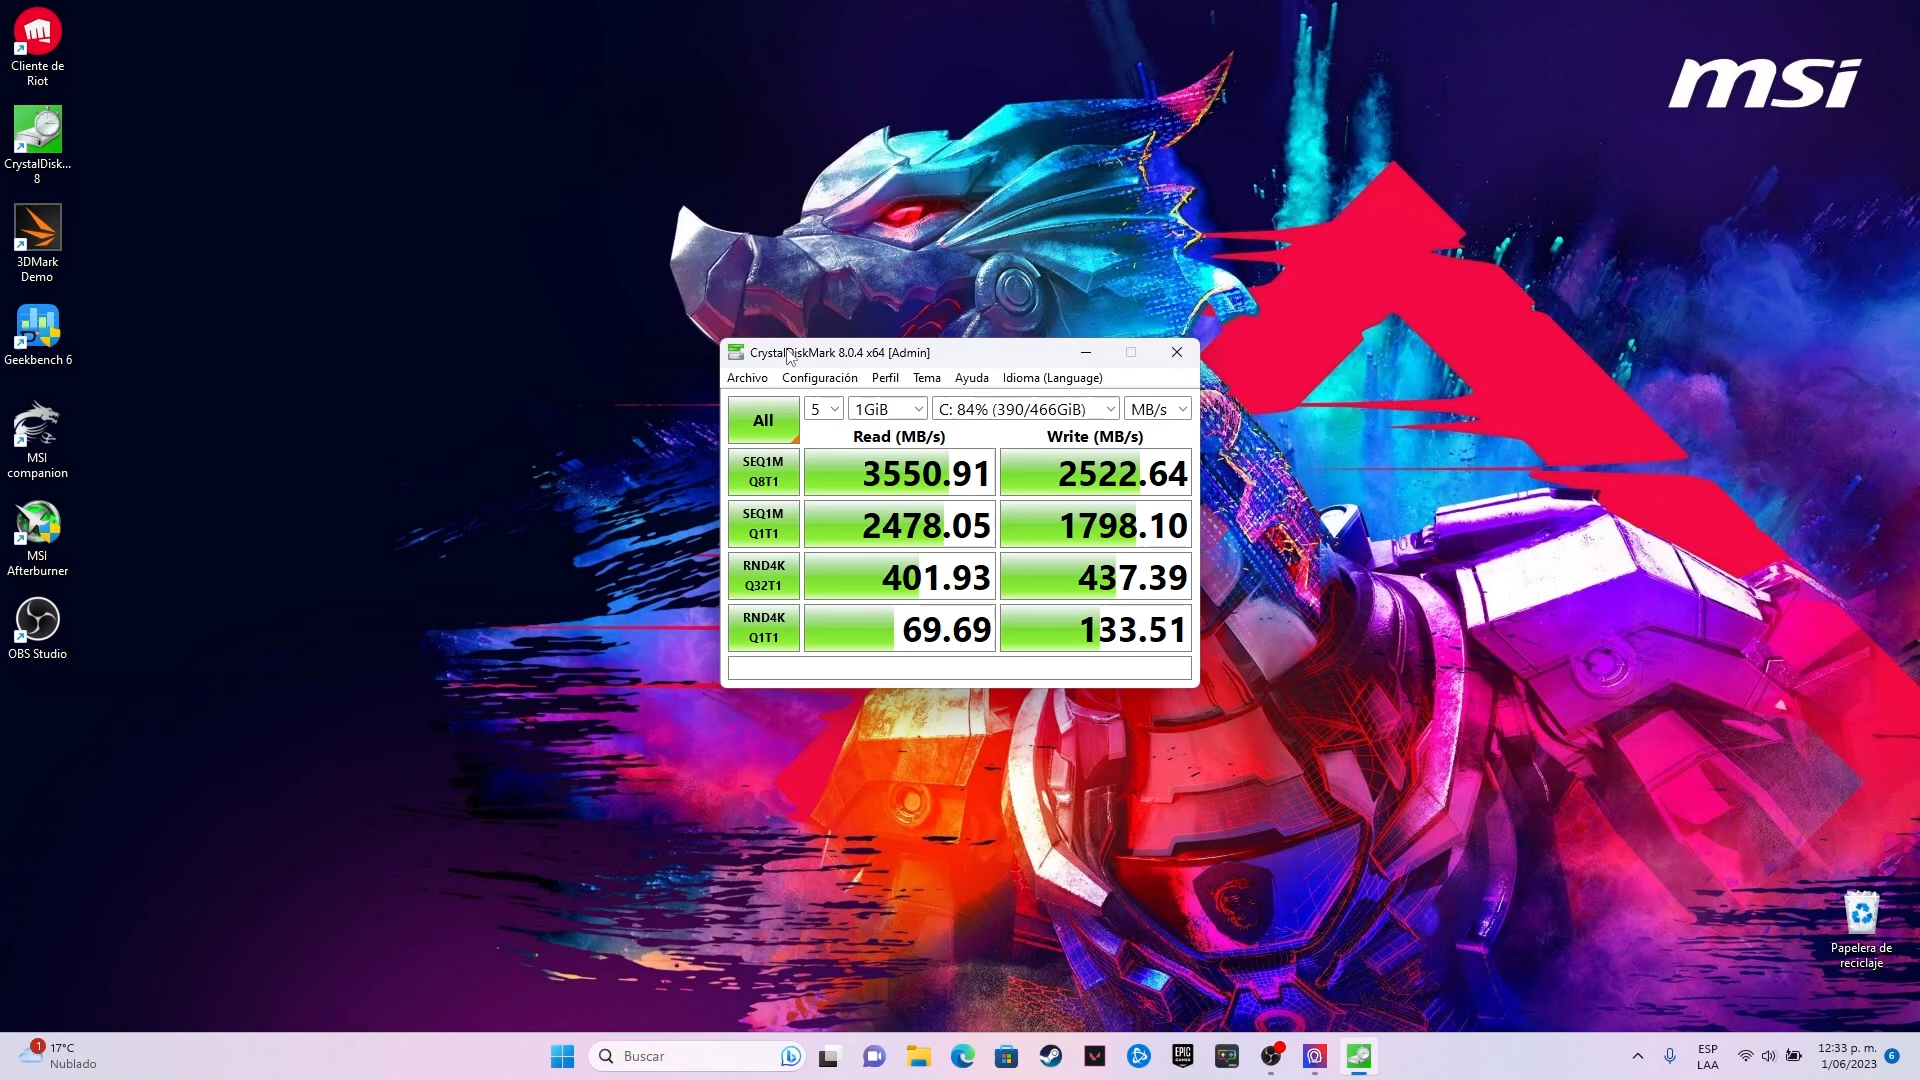 Cliente de
Riot
CrystalDisk...
8
3DMark
Demo
Geekbench 6
MSI
companion
MSI
Afterburner
OBS Studio
msi
CrystalDiskMark 8.0.4 x64 [Admin]
Archivo Configuración Perfil Tema Ayuda Idioma (Language)
All 5 1GiB C: 84% (390/466GiB) MB/s
Read (MB/s) Write (MB/s)
SEQ1M
Q8T1 3550.91 2522.64
SEQ1M
Q1T1 2478.05 1798.10
RND4K
Q32T1 401.93 437.39
RND4K
Q1T1 69.69 133.51
Papelera de
reciclaje
1 17°C
Nublado
Buscar
EPIC
GAMES
ESP
LAA
12:33 p. m.
1/06/2023
6